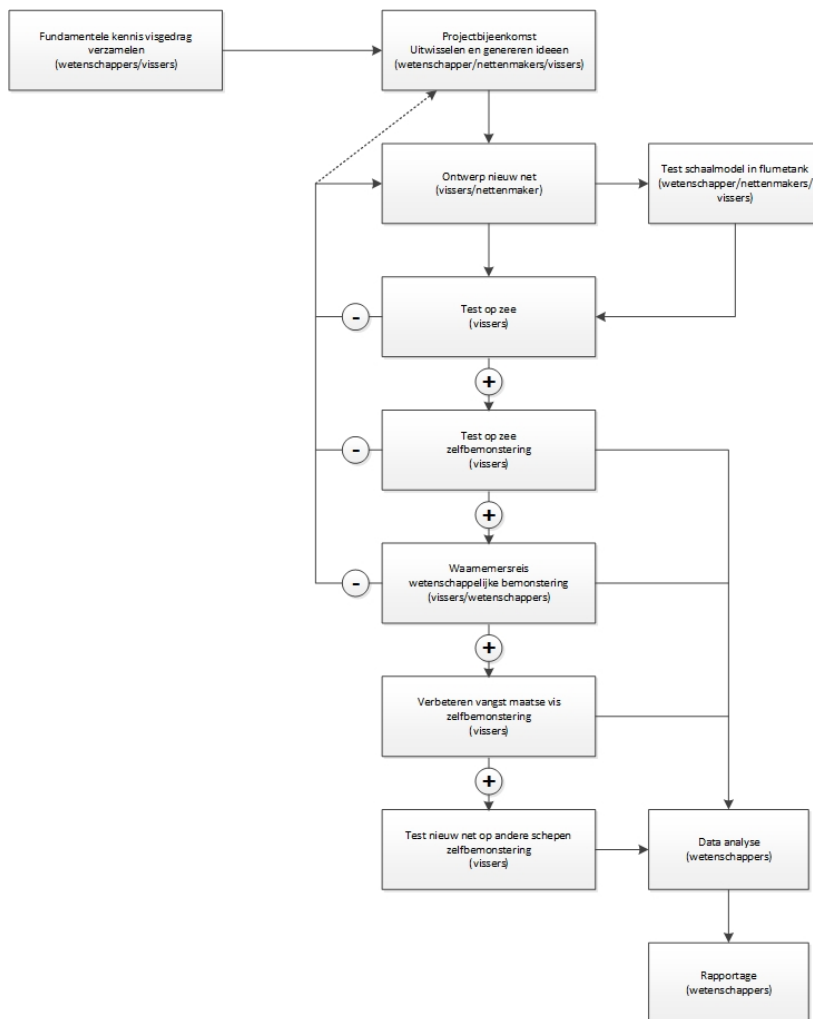 Fundamentele kennis visgedrag
verzamelen
(wetenschappers/vissers)
Projectbijeenkomst
Uitwisselen en genereren ideeen
(wetenschapper/nettenmakers/vissers)
Ontwerp nieuw net
(vissers/nettenmaker)
Test schaalmodel in flumetank
(wetenschapper/nettenmakers/
vissers)
Test op zee
(vissers)
-
+
Test op zee
zelfbemonstering
(vissers)
-
+
Waarnemersreis
wetenschappelijke bemonstering
(vissers/wetenschappers)
-
+
Verbeteren vangst maatse vis
zelfbemonstering
(vissers)
+
Test nieuw net op andere schepen
zelfbemonstering
(vissers)
Data analyse
(wetenschappers)
Rapportage
(wetenschappers)